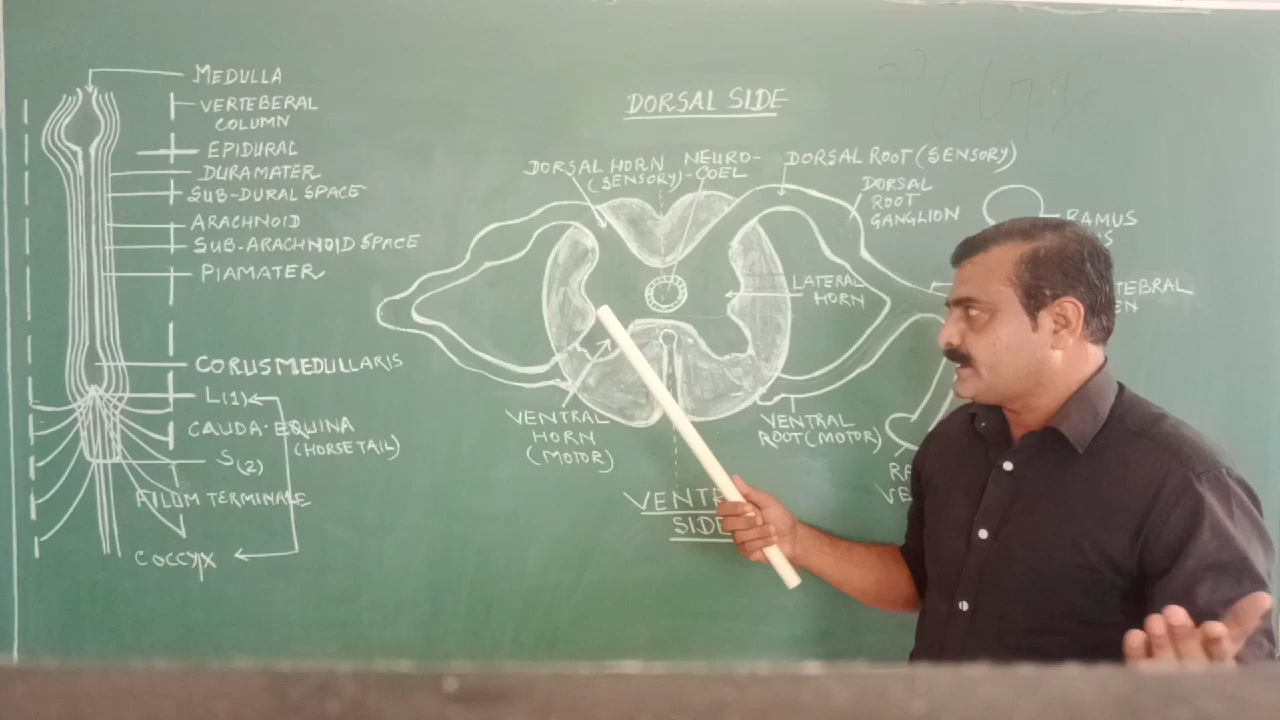 MEDULLA
VERTEBERAL
COLUMN
EPIDURAL
DURAMATER
SUB-DURAL SPACE
ARACHNOID
SUB-ARACHNOID SPACE
PIAMATER
CORUSMEDULLARIS
L(1)
CAUDA-EQUINA
(HORSE TAIL)
S(2)
TERMINALE
COCCYX
DORSAL SIDE
DORSAL HORN
(SENSORY)
NEURO-
COEL
DORSAL ROOT (SENSORY)
DORSAL
ROOT
GANGLION
RAMUS
LATERAL
HORN
VENTRAL
HORN
(MOTOR)
VENTRAL
ROOT(MOTOR)
SIDE